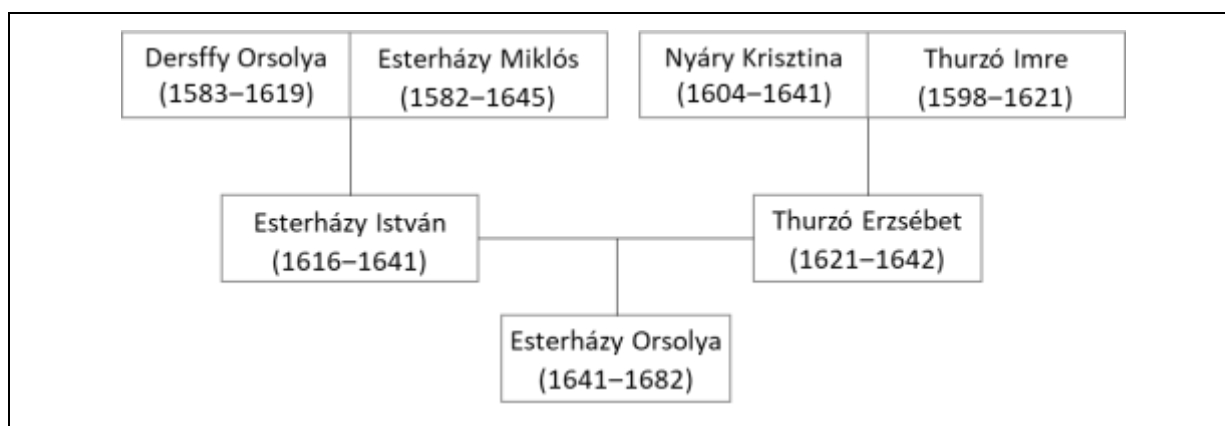 Dersffy Orsolya
(1583–1619)
Esterházy Miklós
(1582–1645)
Nyáry Krisztina
(1604–1641)
Thurzó Imre
(1598–1621)
Esterházy István
(1616–1641)
Thurzó Erzsébet
(1621–1642)
Esterházy Orsolya
(1641–1682)